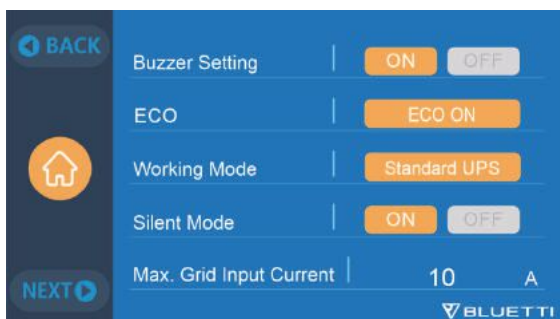 BACK
Buzzer Setting ON OFF
ECO ECO ON
Working Mode Standard UPS
Silent Mode ON OFF
Max. Grid Input Current 10 A
NEXT
BLUETTI